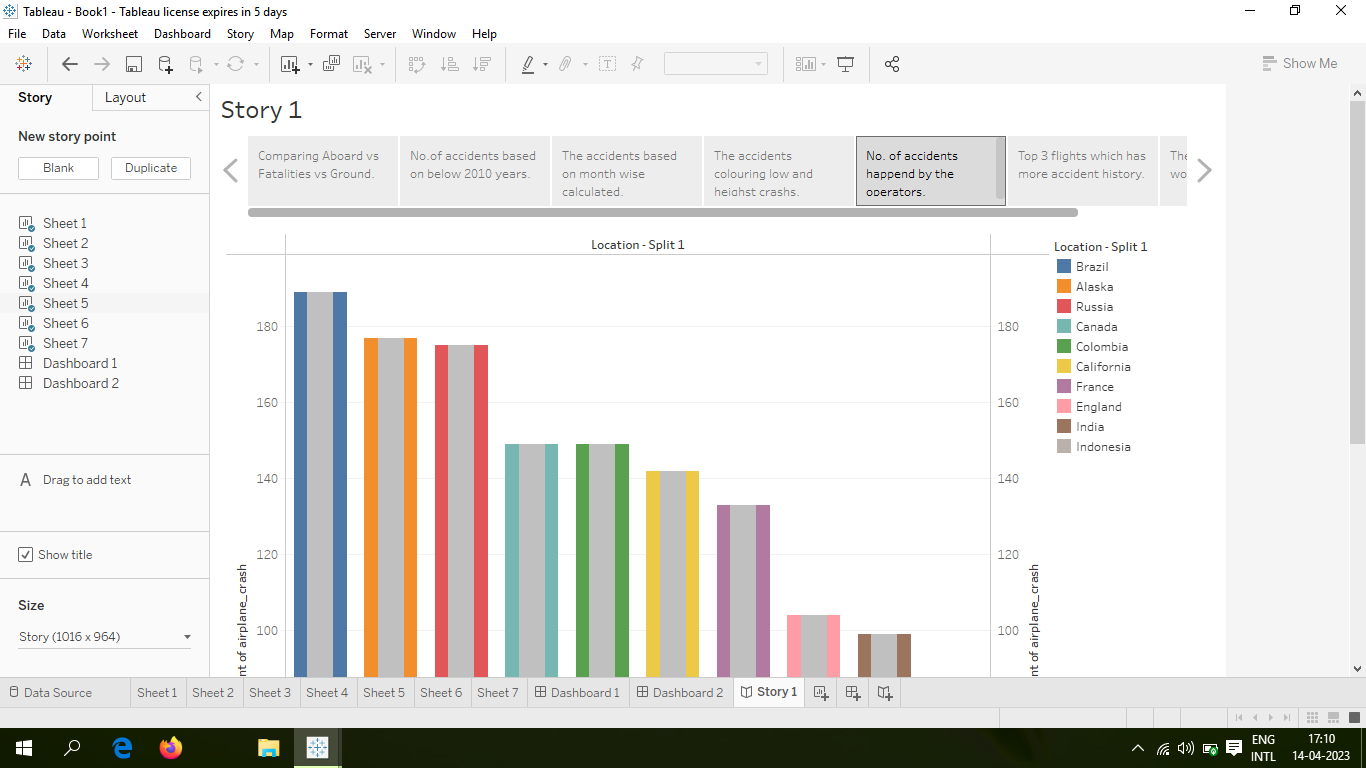 Tableau - Book1 - Tableau license expires in 5 days
File Data Worksheet Dashboard Story Map Format Server Window Help
Show Me
Story Layout
New story point
Blank Duplicate
Sheet 1
Sheet 2
Sheet 3
Sheet 4
Sheet 5
Sheet 6
Sheet 7
Dashboard 1
Dashboard 2
A Drag to add text
Show title
Size
Story (1016 x 964)
Story 1
Comparing Aboard vs
Fatalities vs Ground.
No.of accidents based
on below 2010 years.
The accidents based
on month wise
calculated.
The accidents
colouring low and
heighst crashs.
No. of accidents
happend by the
operators.
Top 3 flights which has
more accident history.
The
wo
Location - Split 1
180
160
140
120
100
nt of airplane_crash
180
160
140
120
100
nt of airplane_crash
Location - Split 1
Brazil
Alaska
Russia
Canada
Colombia
California
France
England
India
Indonesia
Data Source Sheet 1 Sheet 2 Sheet 3 Sheet 4 Sheet 5 Sheet 6 Sheet 7 Dashboard 1 Dashboard 2 Story 1
ENG
INTL
17:10
14-04-2023